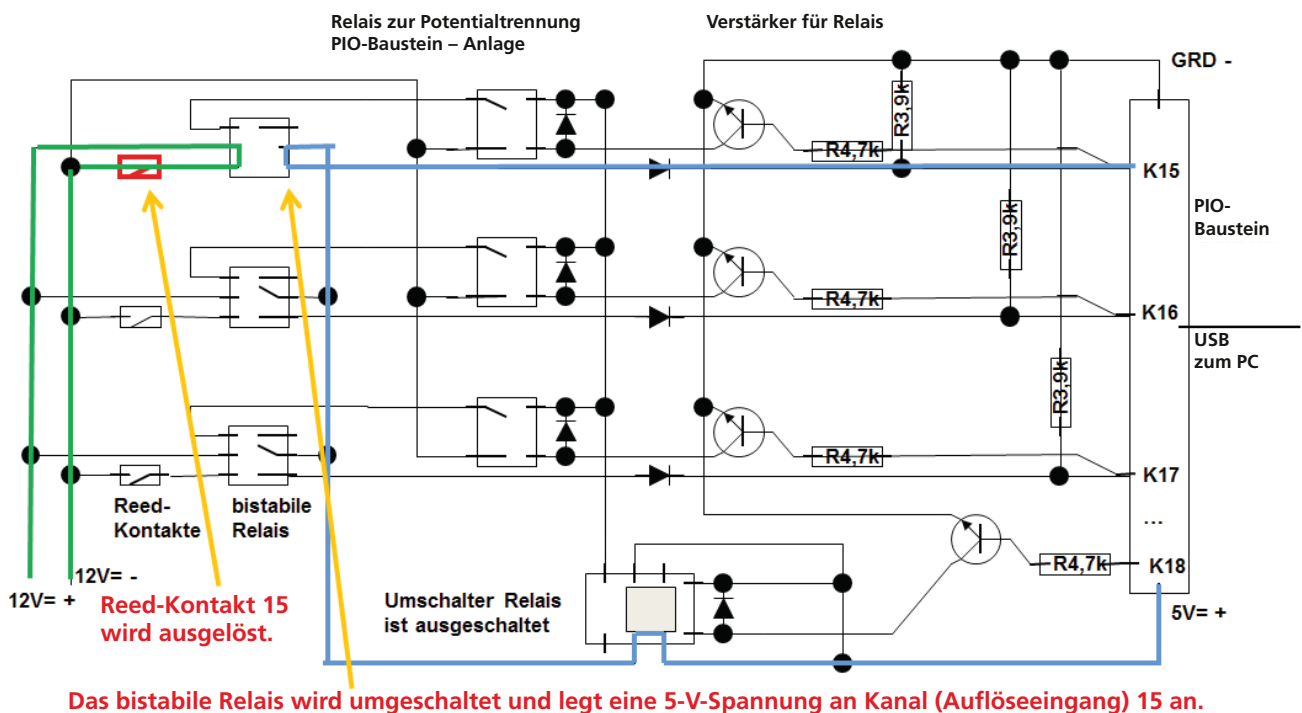 Relais zur Potentialtrennung
PIO-Baustein – Anlage
Verstärker für Relais
GRD -
R3,9k
R4,7k
K15
PIO-
Baustein
R3,9k
R4,7k
K16
USB
zum PC
R3,9k
R4,7k
K17
Reed-
Kontakte
bistabile
Relais
...
R4,7k
K18
12V= -
12V= +
5V= +
Reed-Kontakt 15
wird ausgelöst.
Umschalter Relais
ist ausgeschaltet
Das bistabile Relais wird umgeschaltet und legt eine 5-V-Spannung an Kanal (Auflöseeingang) 15 an.